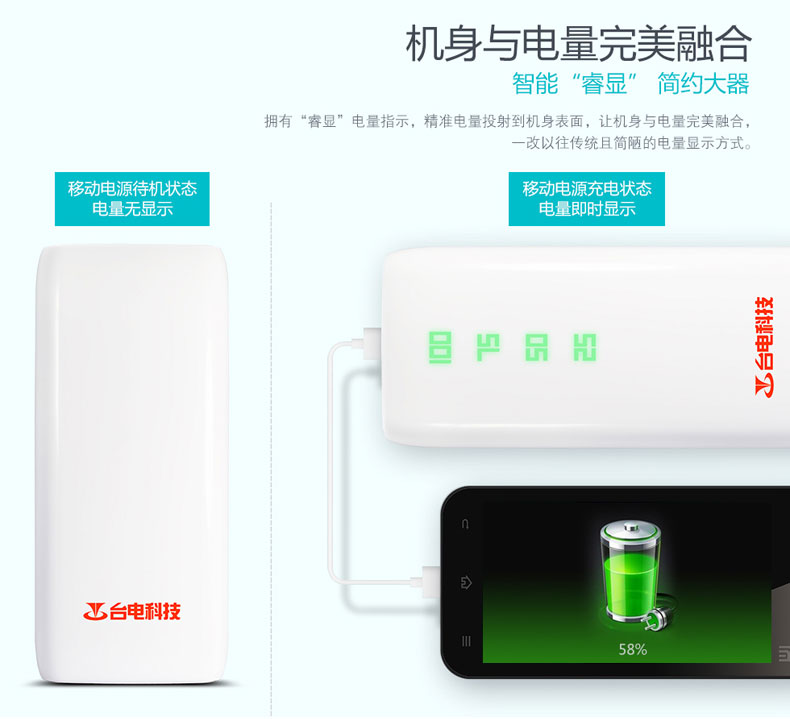 机身与电量完美融合
智能“睿显” 简约大器
拥有“睿显”电量指示，精准电量投射到机身表面，让机身与电量完美融合，
一改以往传统且简陋的电量显示方式。
移动电源待机状态
电量无显示
移动电源充电状态
电量即时显示
台电科技
100 75 50 25
台电科技
58%